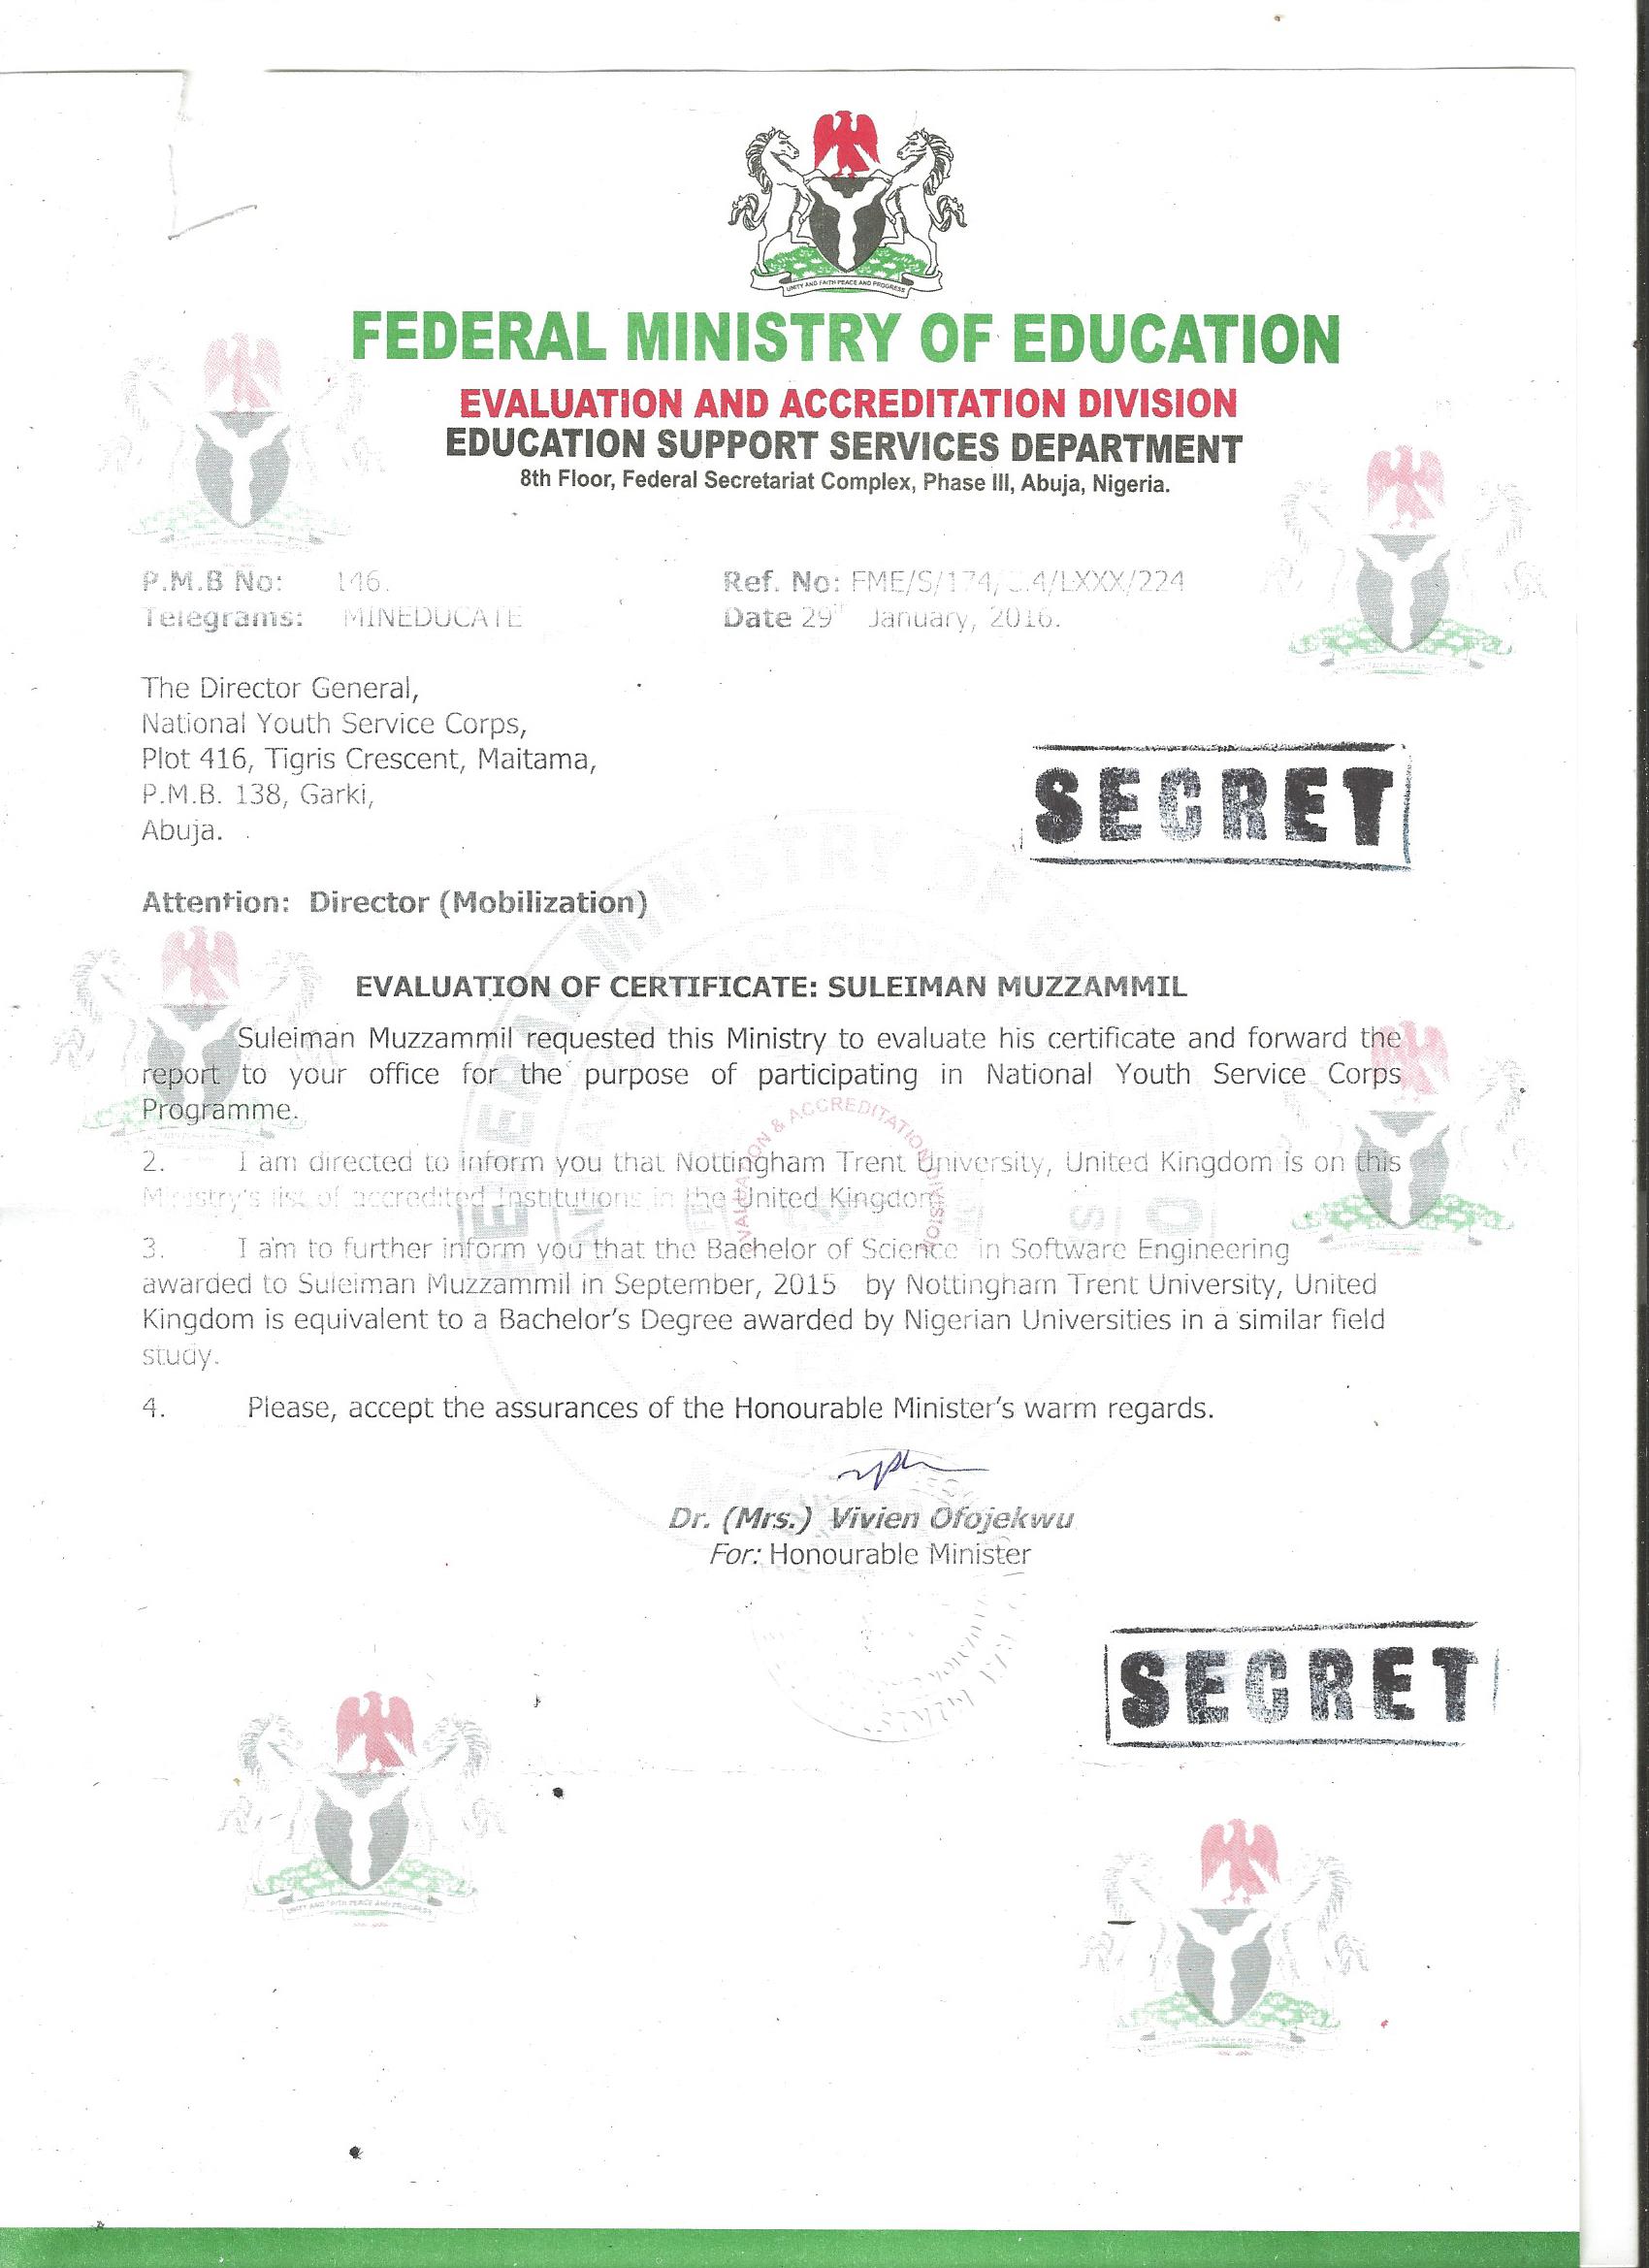 UNITY AND FAITH PEACE AND PROGRESS
FEDERAL MINISTRY OF EDUCATION
EVALUATION AND ACCREDITATION DIVISION
EDUCATION SUPPORT SERVICES DEPARTMENT
8th Floor, Federal Secretariat Complex, Phase III, Abuja, Nigeria.
P.M.B No: 146. Ref. No: FME/S/174/ /LXXX/224
Telegrams: MINEDUCATE Date 29th January, 2016.
The Director General,
National Youth Service Corps,
Plot 416, Tigris Crescent, Maitama,
P.M.B. 138, Garki,
Abuja.
SECRET
Attention: Director (Mobilization)
EVALUATION OF CERTIFICATE: SULEIMAN MUZZAMMIL
Suleiman Muzzammil requested this Ministry to evaluate his certificate and forward the
report to your office for the purpose of participating in National Youth Service Corps
Programme.
EVALUATION & ACCREDITATION DIVISION
2. I am directed to inform you that Nottingham Trent University, United Kingdom is on this
Ministry's list of accredited Institutions in the United Kingdom
3. I am to further inform you that the Bachelor of Science in Software Engineering
awarded to Suleiman Muzzammil in September, 2015 by Nottingham Trent University, United
Kingdom is equivalent to a Bachelor's Degree awarded by Nigerian Universities in a similar field
study.
4. Please, accept the assurances of the Honourable Minister's warm regards.
Dr. (Mrs.) Vivien Ofojekwu
For: Honourable Minister
SECRET
UNITY AND FAITH PEACE AND PROGRESS